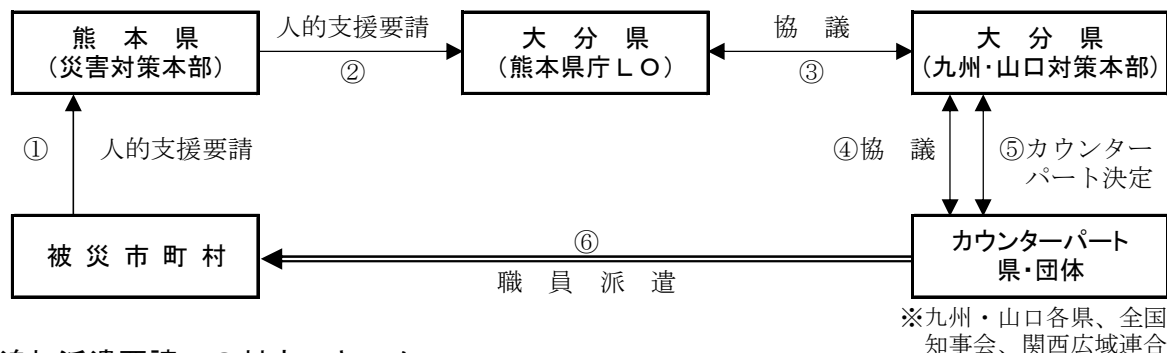 熊 本 県
(災害対策本部)
人的支援要請
②
大 分 県
(熊本県庁LO)
協 議
③
大 分 県
(九州・山口対策本部)
①
人的支援要請
④協 議
⑤カウンター
パート決定
被 災 市 町 村
⑥
職 員 派 遣
カウンターパート
県・団体
※九州・山口各県、全国
知事会、関西広域連合